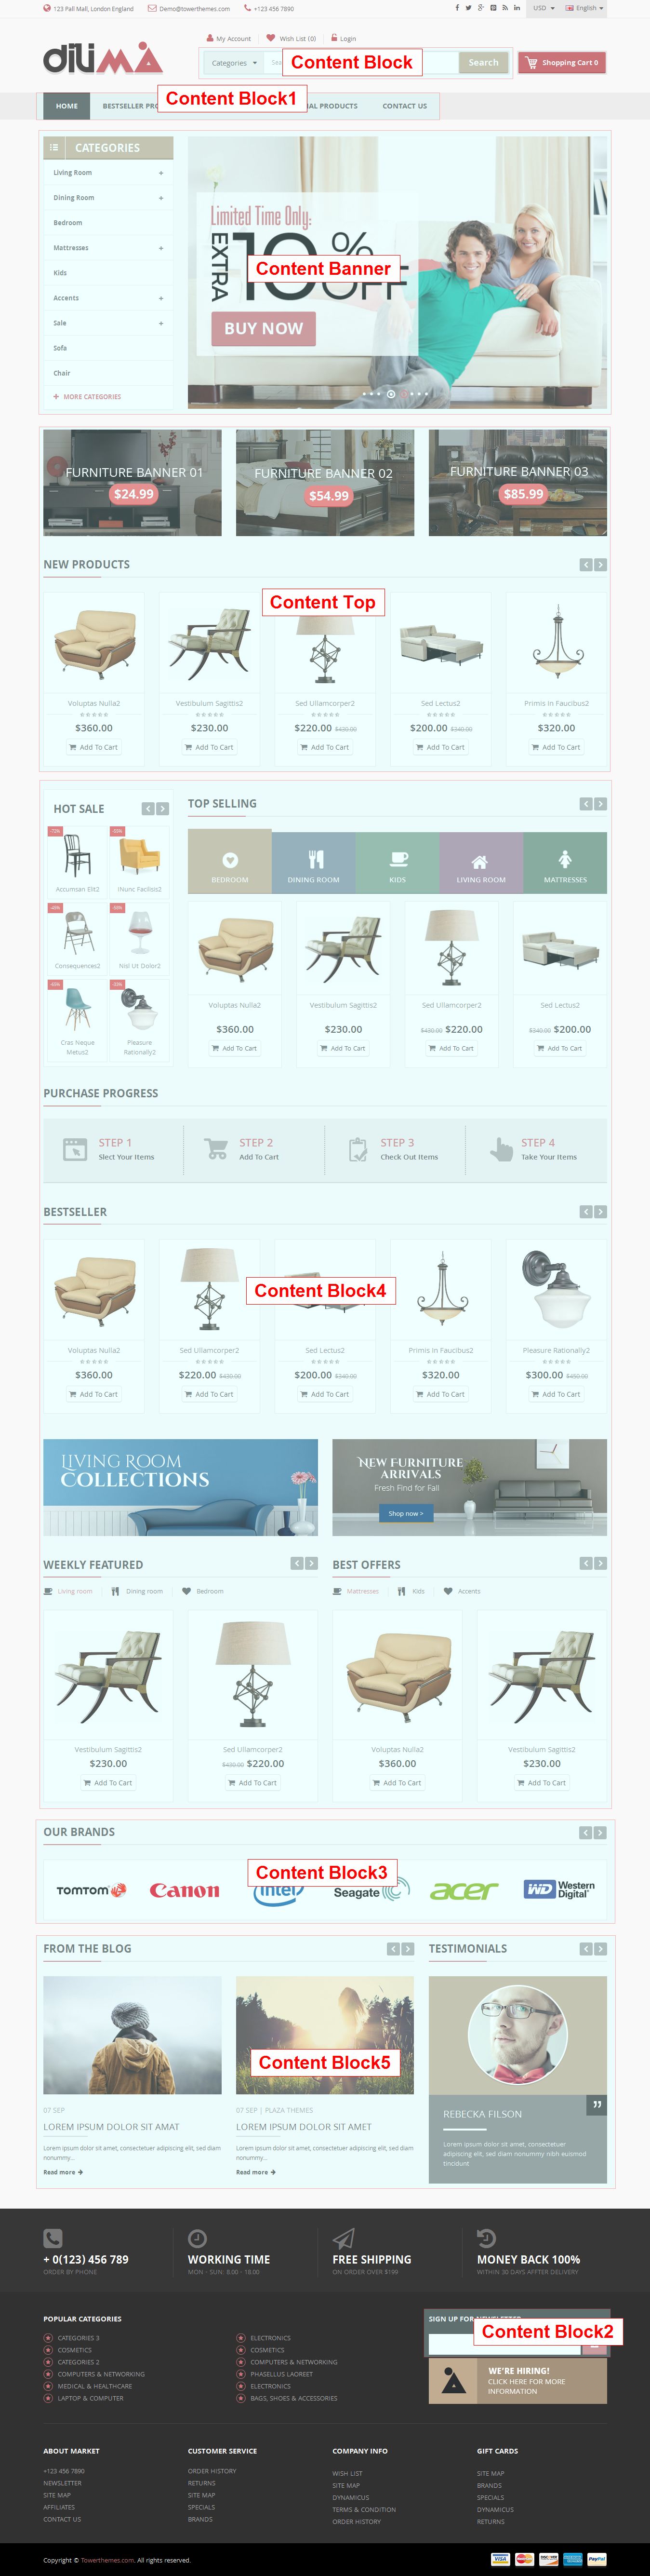 123 Pall Mall, London England Demo@towerthemes.com +123 456 7890 USD English
My Account Wish List (0) Login
diLiMA
Categories Content Block Search Shopping Cart 0
Content Block1
HOME BESTSELLER PRO PRODUCTS CONTACT US
CATEGORIES
Living Room +
Dining Room +
Bedroom
Mattresses +
Kids
Accents +
Sale +
Sofa
Chair
+ MORE CATEGORIES
Limited Time Only:
EXTRA 10% OFF
Content Banner
BUY NOW
FURNITURE BANNER 01
$24.99
FURNITURE BANNER 02
$54.99
FURNITURE BANNER 03
$85.99
NEW PRODUCTS
Content Top
Voluptas Nulla2 Vestibulum Sagittis2 Sed Ullamcorper2 Sed Lectus2 Primis In Faucibus2
$360.00 $230.00 $220.00 $430.00 $200.00 $340.00 $320.00
Add To Cart Add To Cart Add To Cart Add To Cart Add To Cart
HOT SALE
Accumsan Elit2 iNunc Facilisis2
Consequences2 Nisl Ut Dolor2
Cras Neque Metus2
Pleasure Rationally2
TOP SELLING
BEDROOM DINING ROOM KIDS LIVING ROOM MATTRESSES
Voluptas Nulla2 Vestibulum Sagittis2 Sed Ullamcorper2 Sed Lectus2
$360.00 $230.00 $430.00 $220.00 $340.00 $200.00
Add To Cart Add To Cart Add To Cart Add To Cart
PURCHASE PROGRESS
STEP 1 STEP 2 STEP 3 STEP 4
Slect Your Items Add To Cart Check Out Items Take Your Items
BESTSELLER
Content Block4
Voluptas Nulla2 Sed Ullamcorper2 Sed Lectus2 Primis In Faucibus2 Pleasure Rationally2
$360.00 $220.00 $430.00 $200.00 $340.00 $320.00 $300.00 $450.00
Add To Cart Add To Cart Add To Cart Add To Cart Add To Cart
LIVING ROOM
COLLECTIONS
NEW FURNITURE
ARRIVALS
Fresh Find for Fall
Shop now >
WEEKLY FEATURED
Living room Dining room Bedroom
BEST OFFERS
Mattresses Kids Accents
Vestibulum Sagittis2 Sed Ullamcorper2 Voluptas Nulla2 Vestibulum Sagittis2
$230.00 $430.00 $220.00 $360.00 $230.00
Add To Cart Add To Cart Add To Cart Add To Cart
OUR BRANDS
Content Block3
TOMTOM Canon intel Seagate acer WD Western Digital
FROM THE BLOG
Content Block5
07 SEP
LOREM IPSUM DOLOR SIT AMAT
Lorem ipsum dolor sit amet, consectetuer adipiscing elit, sed diam
nonummy...
Read more
07 SEP | PLAZA THEMES
LOREM IPSUM DOLOR SIT AMET
Lorem ipsum dolor sit amet, consectetuer adipiscing elit, sed diam
nonummy...
Read more
TESTIMONIALS
REBECKA FILSON
Lorem ipsum dolor sit amet, consectetuer
adipiscing elit, sed diam nonummy nibh euismod
tincidunt
+ 0(123) 456 789 WORKING TIME FREE SHIPPING MONEY BACK 100%
ORDER BY PHONE MON - SUN: 8.00 - 18.00 ON ORDER OVER $199 WITHIN 30 DAYS AFFTER DELIVERY
POPULAR CATEGORIES
CATEGORIES 3
COSMETICS
CATEGORIES 2
COMPUTERS & NETWORKING
MEDICAL & HEALTHCARE
LAPTOP & COMPUTER
ELECTRONICS
COSMETICS
COMPUTERS & NETWORKING
PHASELLUS LAOREET
ELECTRONICS
BAGS, SHOES & ACCESSORIES
SIGN UP FOR NEWSLETTER
Content Block2
WE'RE HIRING!
CLICK HERE FOR MORE
INFORMATION
ABOUT MARKET
+123 456 7890
NEWSLETTER
SITE MAP
AFFILIATES
CONTACT US
CUSTOMER SERVICE
ORDER HISTORY
RETURNS
SITE MAP
SPECIALS
BRANDS
COMPANY INFO
WISH LIST
SITE MAP
DYNAMICUS
TERMS & CONDITION
ORDER HISTORY
GIFT CARDS
SITE MAP
BRANDS
SPECIALS
DYNAMICUS
RETURNS
Copyright © Towerthemes.com. All rights reserved. VISA MasterCard DISCOVER PayPal